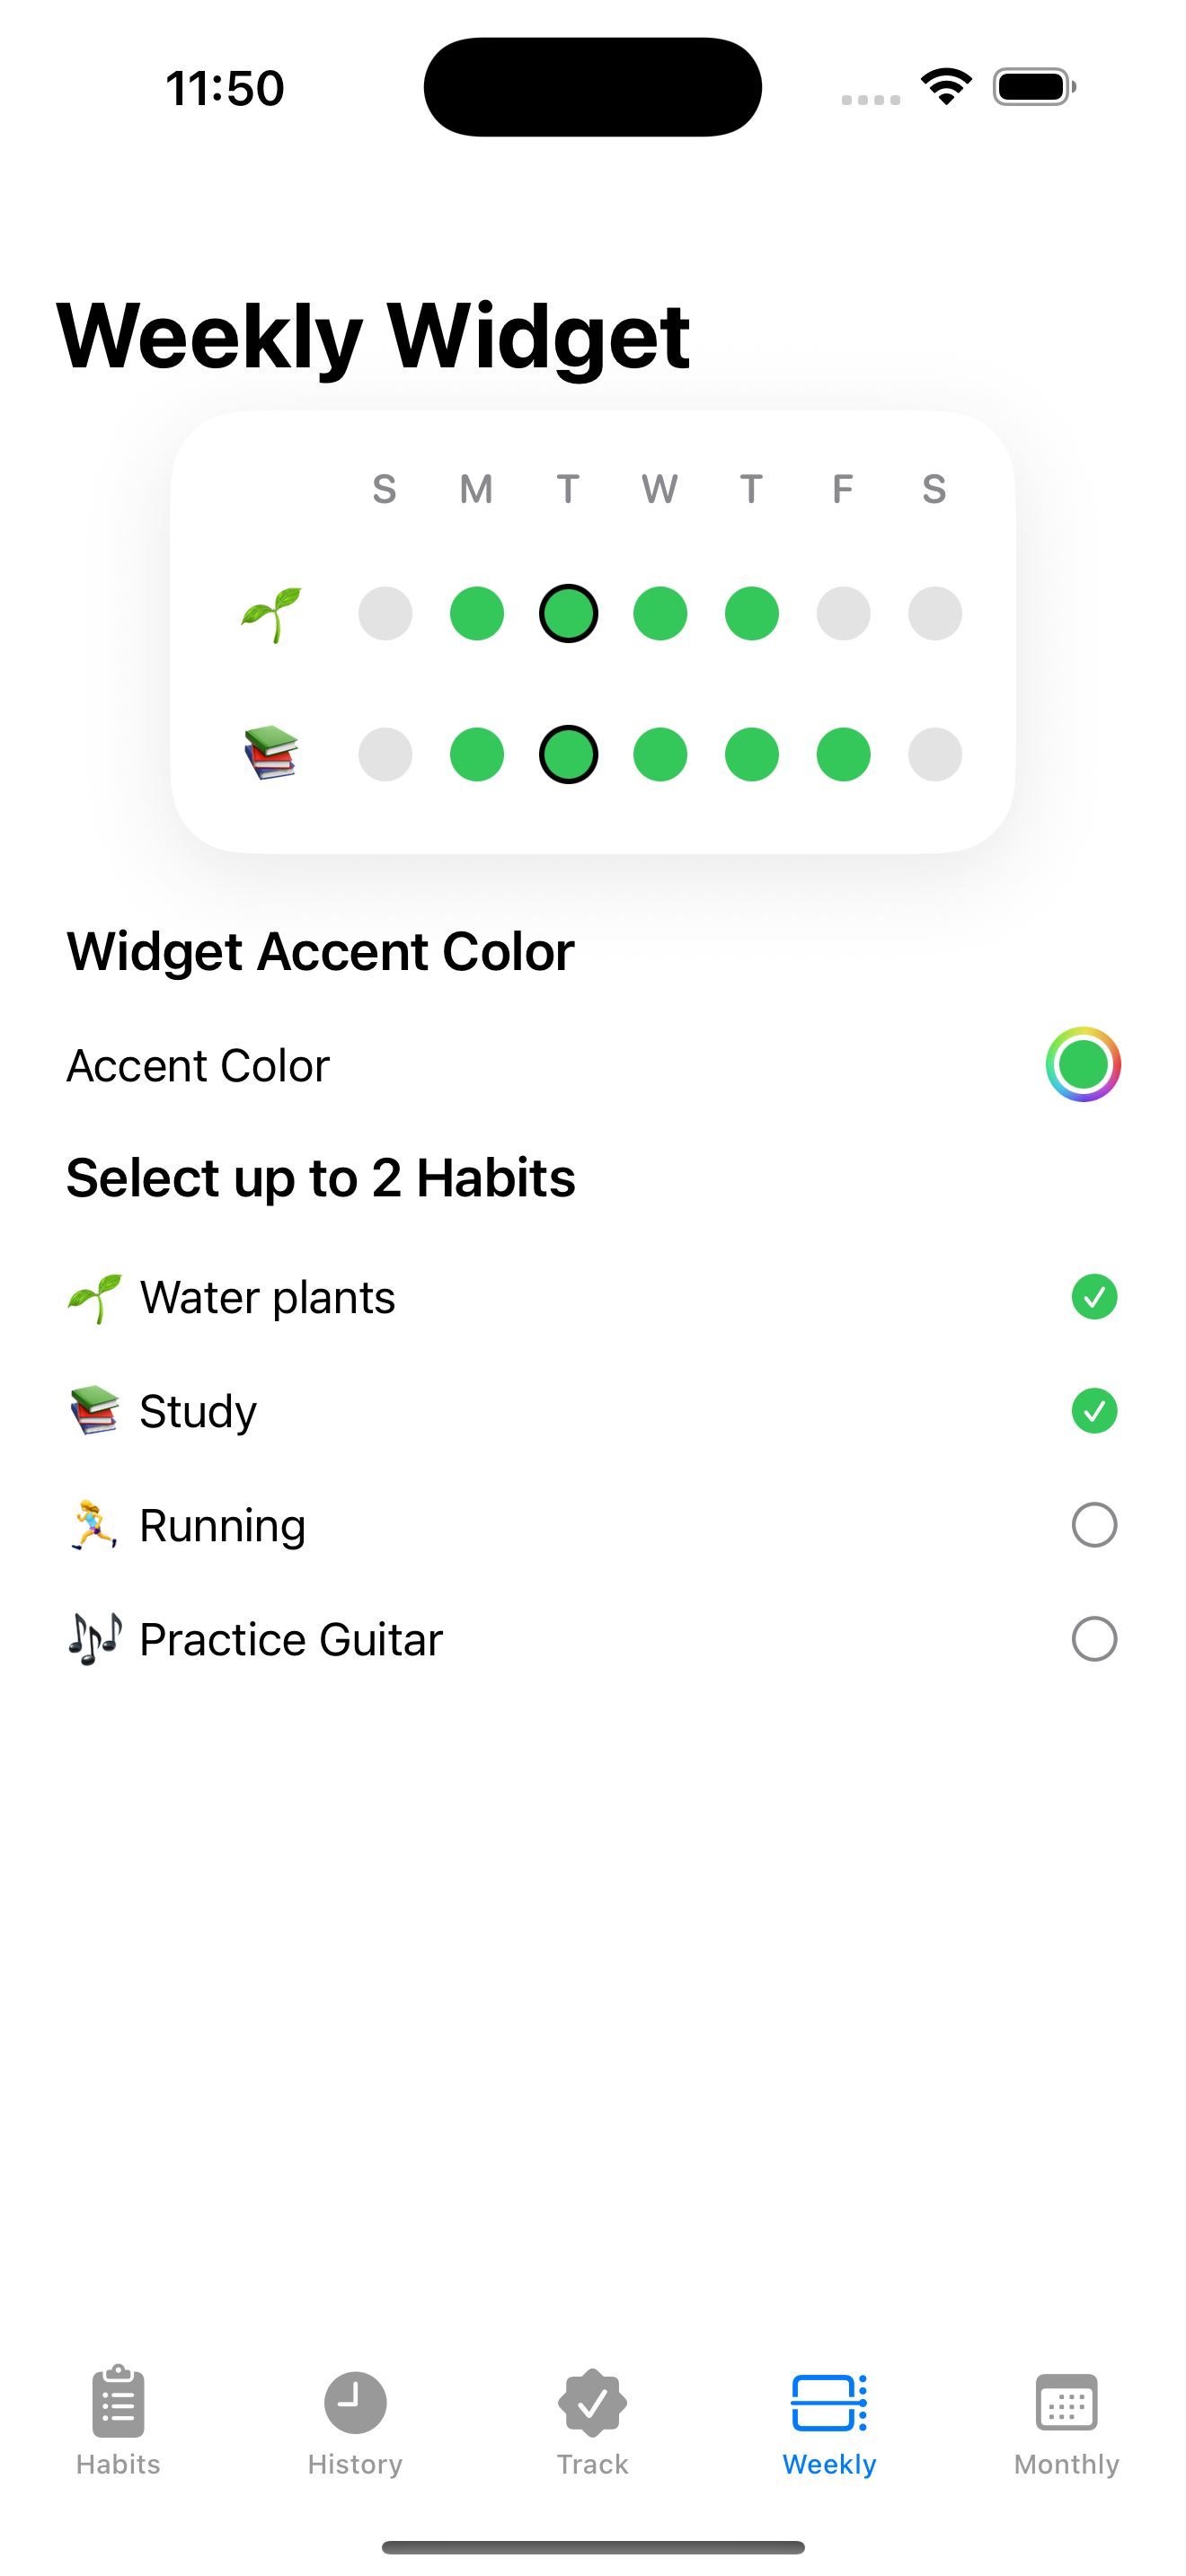 11:50
Weekly Widget
S M T W T F S
Widget Accent Color
Accent Color
Select up to 2 Habits
Water plants
Study
Running
Practice Guitar
Habits History Track Weekly Monthly